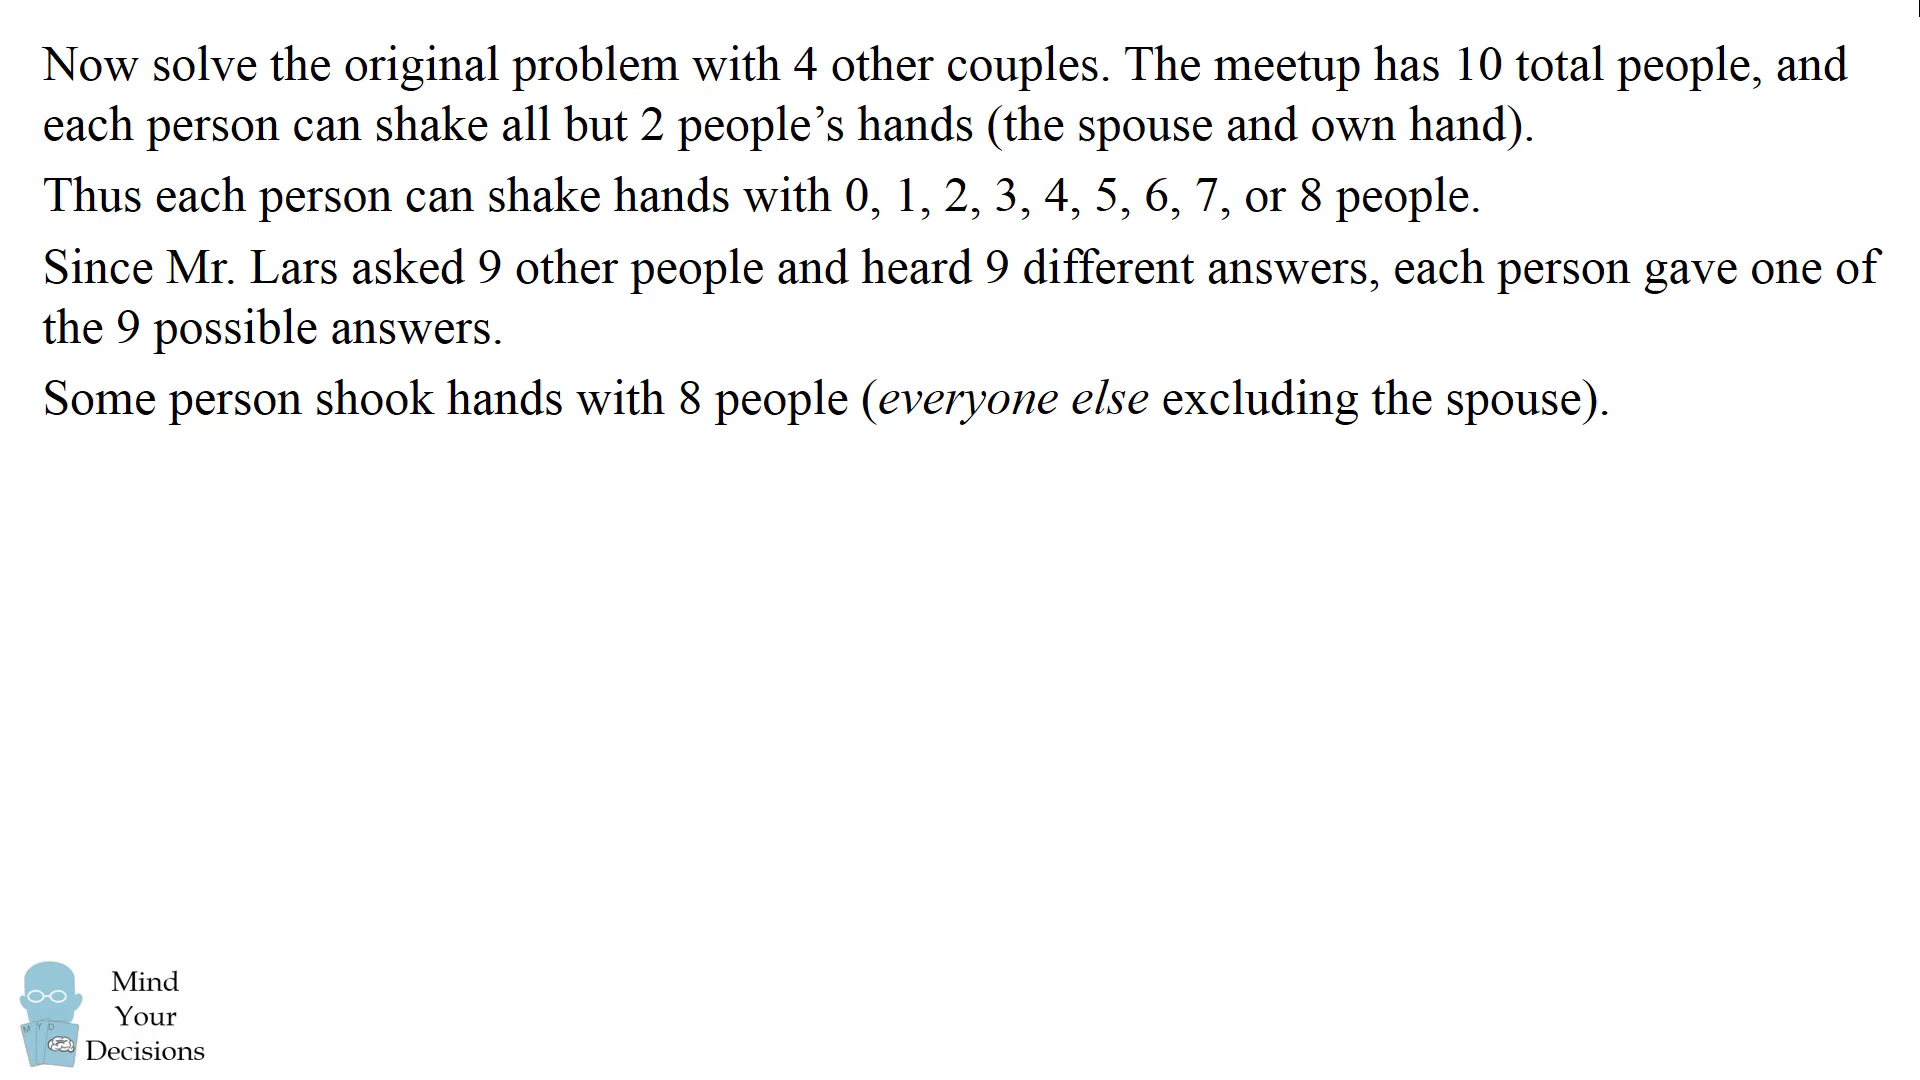 Now solve the original problem with 4 other couples. The meetup has 10 total people, and
each person can shake all but 2 people’s hands (the spouse and own hand).
Thus each person can shake hands with 0, 1, 2, 3, 4, 5, 6, 7, or 8 people.
Since Mr. Lars asked 9 other people and heard 9 different answers, each person gave one of
the 9 possible answers.
Some person shook hands with 8 people (everyone else excluding the spouse).
M Y D
Mind
Your
Decisions